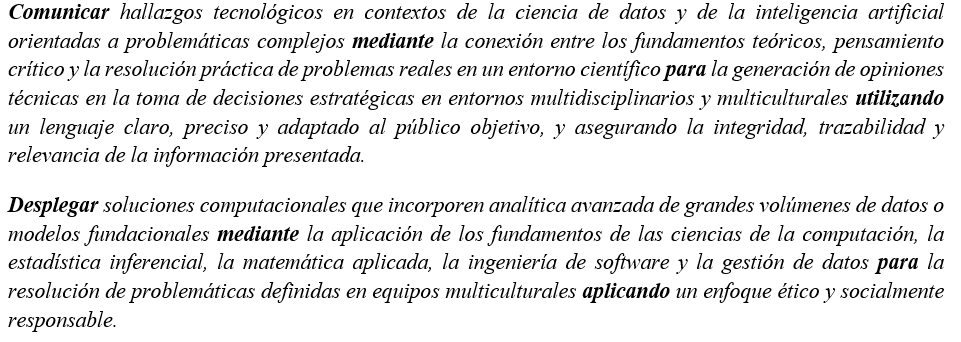 Comunicar hallazgos tecnológicos en contextos de la ciencia de datos y de la inteligencia artificial
orientadas a problemáticas complejos mediante la conexión entre los fundamentos teóricos, pensamiento
crítico y la resolución práctica de problemas reales en un entorno científico para la generación de opiniones
técnicas en la toma de decisiones estratégicas en entornos multidisciplinarios y multiculturales utilizando
un lenguaje claro, preciso y adaptado al público objetivo, y asegurando la integridad, trazabilidad y
relevancia de la información presentada.
Desplegar soluciones computacionales que incorporen analítica avanzada de grandes volúmenes de datos o
modelos fundacionales mediante la aplicación de los fundamentos de las ciencias de la computación, la
estadística inferencial, la matemática aplicada, la ingeniería de software y la gestión de datos para la
resolución de problemáticas definidas en equipos multiculturales aplicando un enfoque ético y socialmente
responsable.